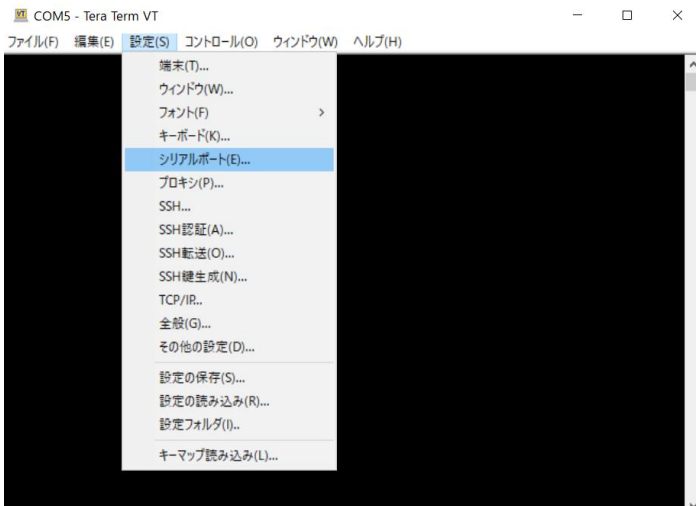 COM5 - Tera Term VT
ファイル(F) 編集(E) 設定(S) コントロール(O) ウィンドウ(W) ヘルプ(H)
端末(T)...
ウィンドウ(W)...
フォント(F)
キーボード(K)...
シリアルポート(E)...
プロキシ(P)...
SSH...
SSH認証(A)...
SSH転送(O)...
SSH鍵生成(N)...
TCP/IP...
全般(G)...
その他の設定(D)...
設定の保存(S)...
設定の読み込み(R)...
設定フォルダ(I)..
キーマップ読み込み(L)...